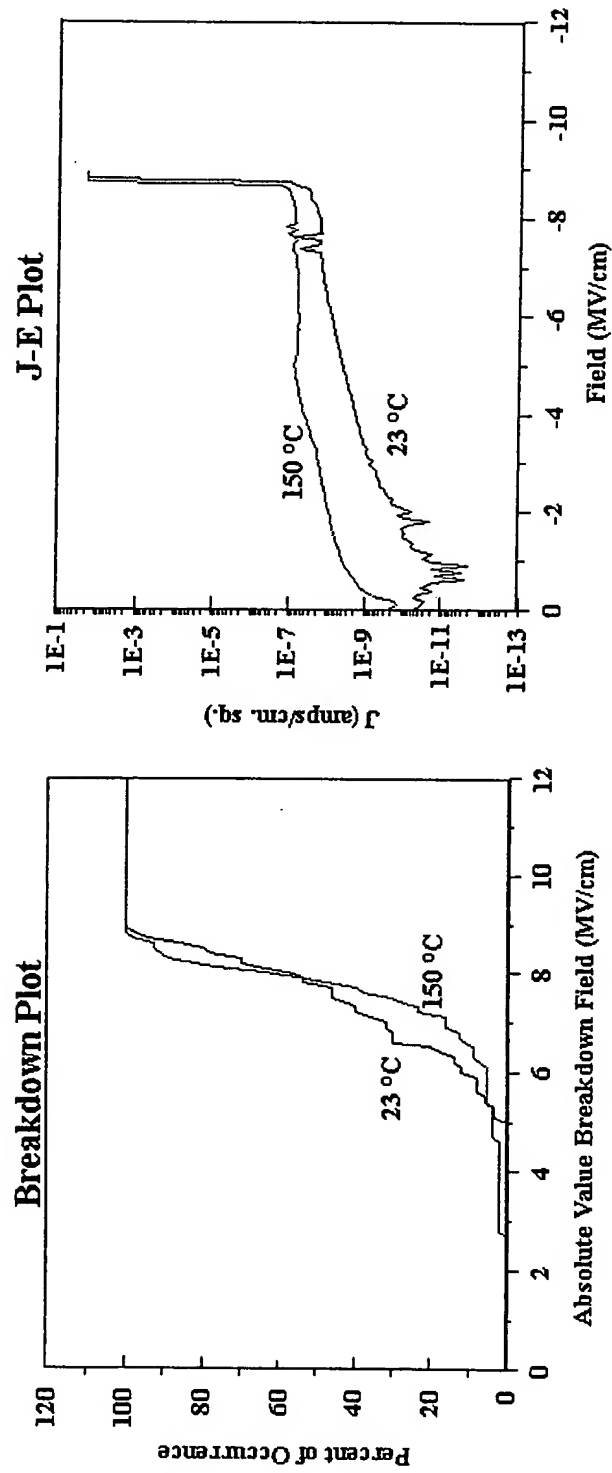 Breakdown Plot
120
100
80
60
40
20
0
Percent of Occurrence
23 °C
150 °C
0 2 4 6 8 10 12
Absolute Value Breakdown Field (MV/cm)
J-E Plot
1E-1
1E-3
1E-5
1E-7
1E-9
1E-11
1E-13
J (amps/cm. sq.)
150 °C
23 °C
0 -2 -4 -6 -8 -10 -12
Field (MV/cm)